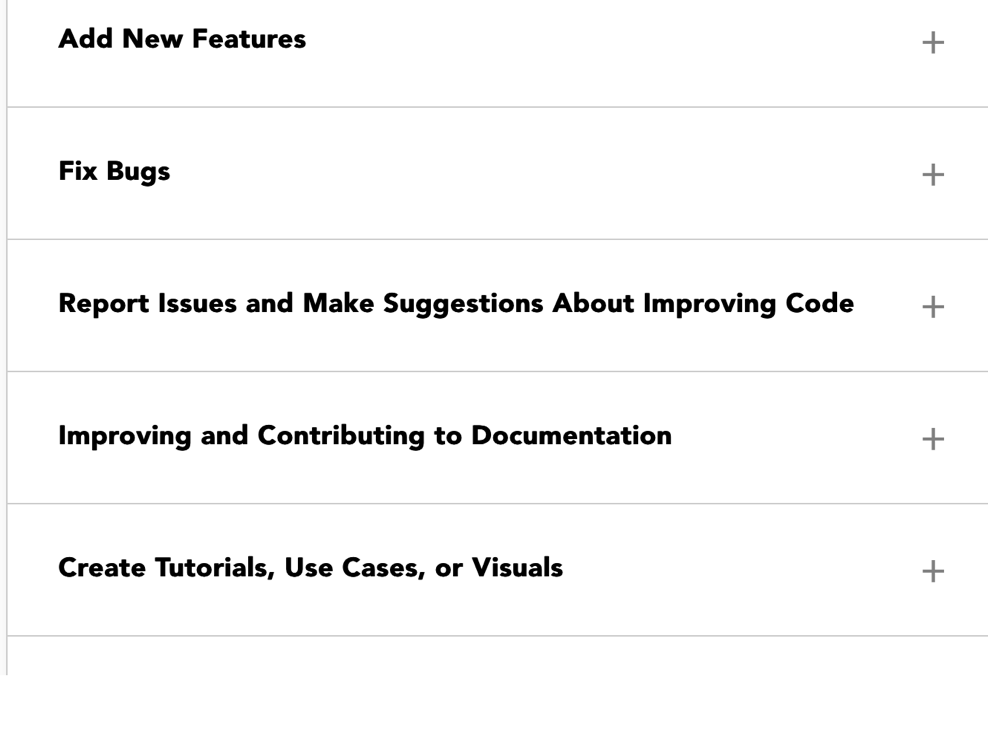 Add New Features +
Fix Bugs +
Report Issues and Make Suggestions About Improving Code +
Improving and Contributing to Documentation +
Create Tutorials, Use Cases, or Visuals +